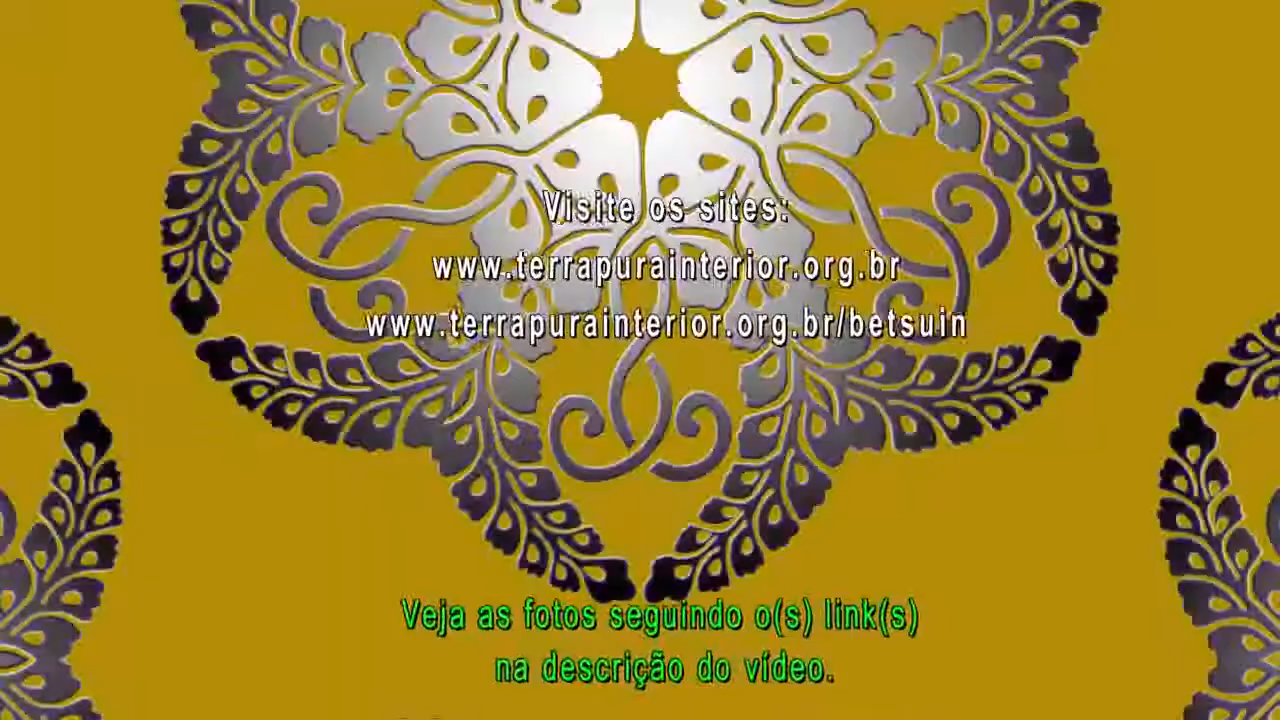 Visite os sites:
www.terrapurainterior.org.br
www.terrapurainterior.org.br/betsuin
Veja as fotos seguindo o(s) link(s)
na descrição do vídeo.